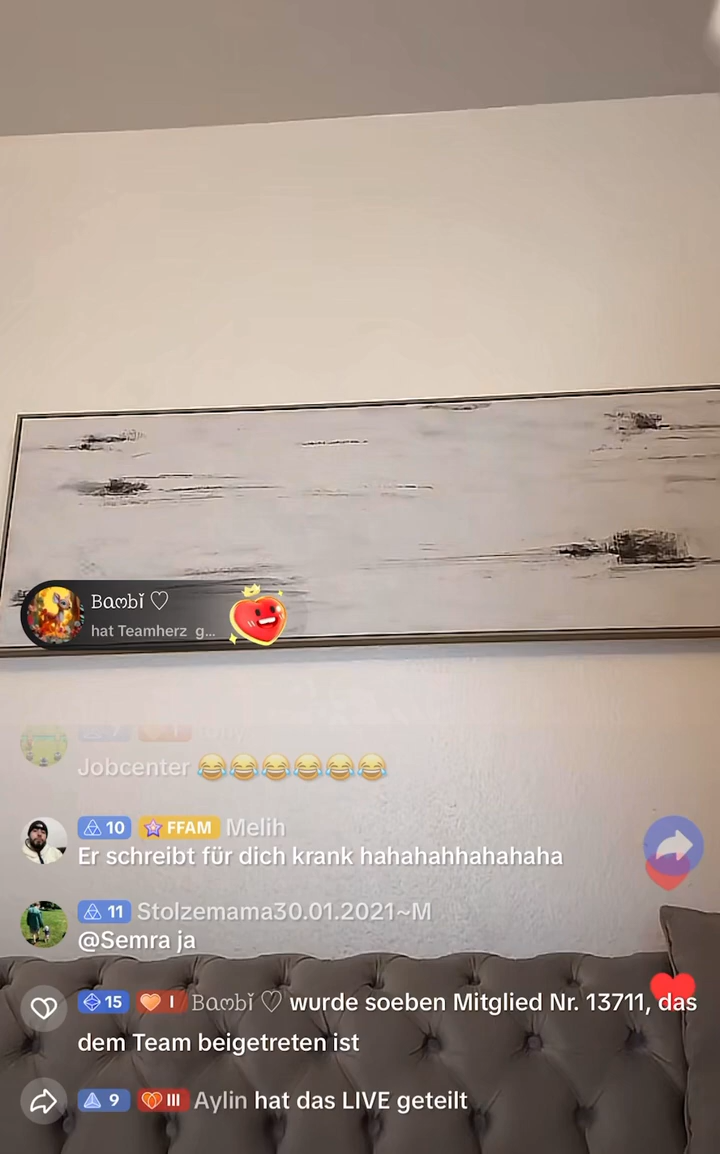 Bambi ♡
hat Teamherz g...
Jobcenter 😂😂😂😂😂😂
10 FFAM Melih
Er schreibt für dich krank hahahahhahahaha
11 Stolzemama30.01.2021~M
@Semra ja
15 I Bambi ♡ wurde soeben Mitglied Nr. 13711, das
dem Team beigetreten ist
9 III Aylin hat das LIVE geteilt